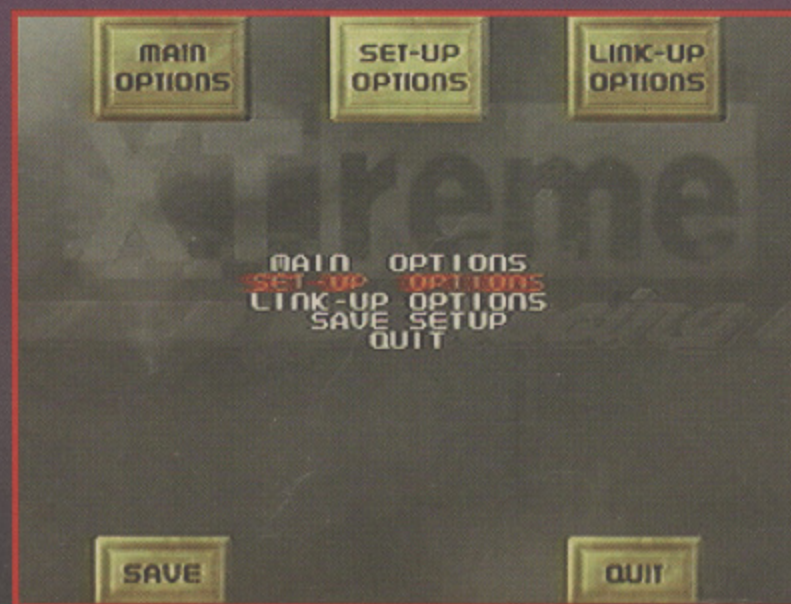 MAIN
OPTIONS
SET-UP
OPTIONS
LINK-UP
OPTIONS
XTreme
MAIN OPTIONS
SET-UP OPTIONS
LINK-UP OPTIONS
SAVE SETUP
QUIT
SAVE
QUIT